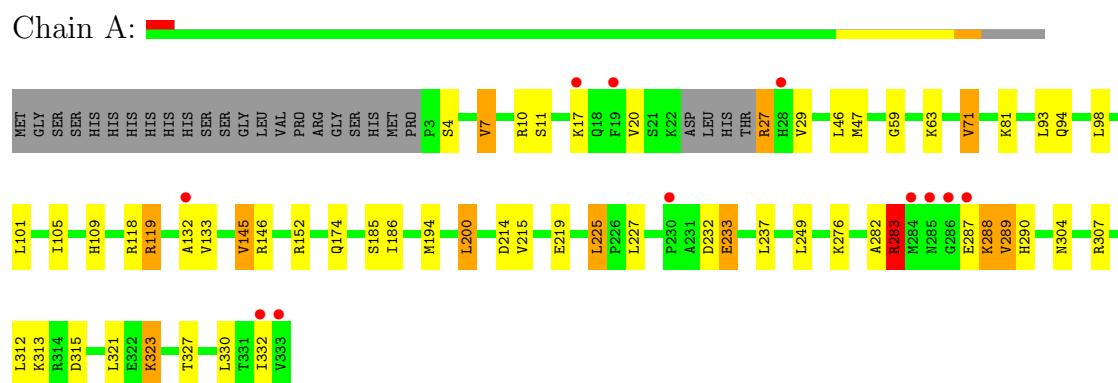 Chain A:
MET GLY SER SER HIS HIS HIS HIS HIS HIS SER SER GLY LEU VAL PRO ARG GLY SER HIS MET PRO P3 S4 V7 R10 S11 K17 Q18 F19 V20 S21 K22 ASP LEU HIS THR R27 H28 V29 L46 M47 G59 K63 V71 K81 L93 Q94 L98
L101 I105 H109 R118 R119 A132 V133 V145 R146 R152 Q174 S185 I186 M194 L200 D214 V215 E219 L225 P226 L227 P230 A231 D232 E233 L237 L249 K276 A282 R283 M284 N285 G286 E287 K288 V289 H290 N304 R307
L312 K313 R314 D315 L321 E322 K323 T327 L330 T331 I332 V333